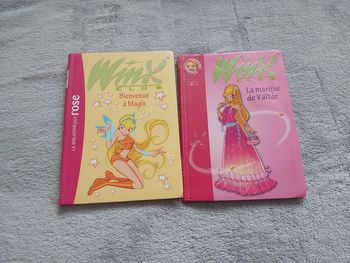 LA BIBLIOTHÈQUE rose
WinX
CLUB
Bienvenue
à Magix
WinX
CLUB
La marque
de Valtor